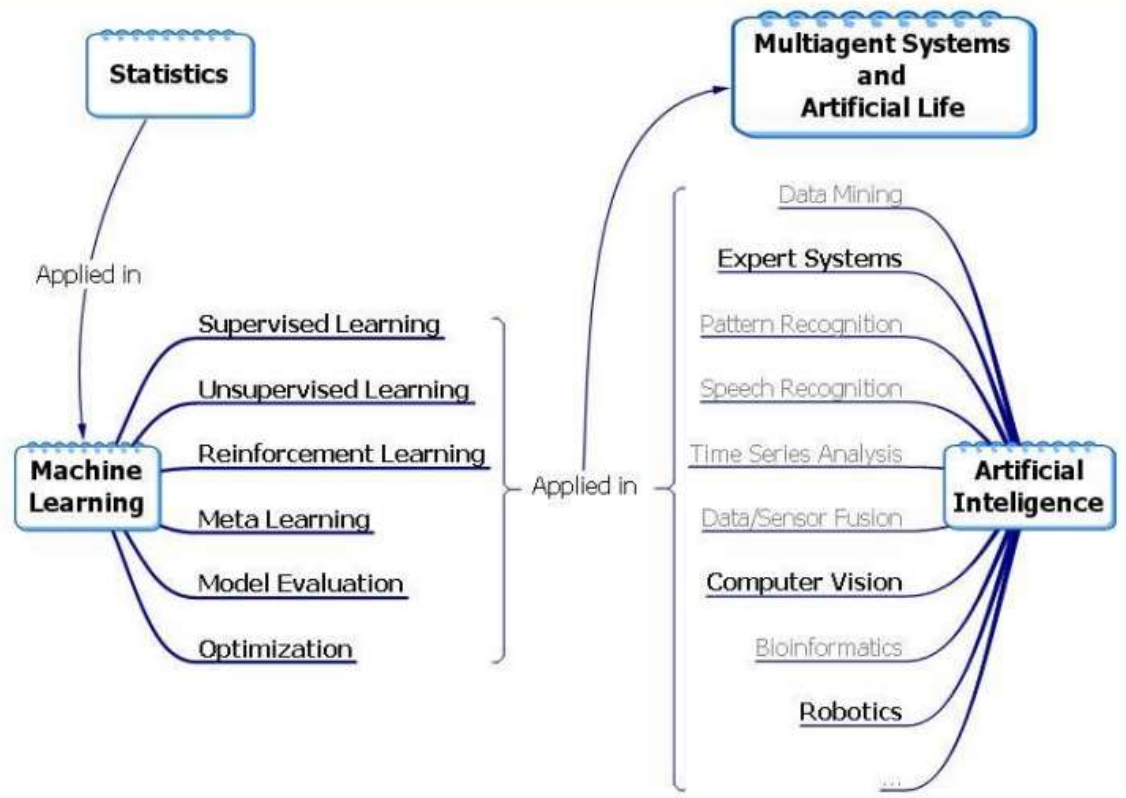 Statistics
Multiagent Systems
and
Artificial Life
Applied in
Supervised Learning
Unsupervised Learning
Reinforcement Learning
Meta Learning
Model Evaluation
Optimization
Machine
Learning
Applied in
Data Mining
Expert Systems
Pattern Recognition
Speech Recognition
Time Series Analysis
Data/Sensor Fusion
Computer Vision
Bioinformatics
Robotics
...
Artificial
Inteligence